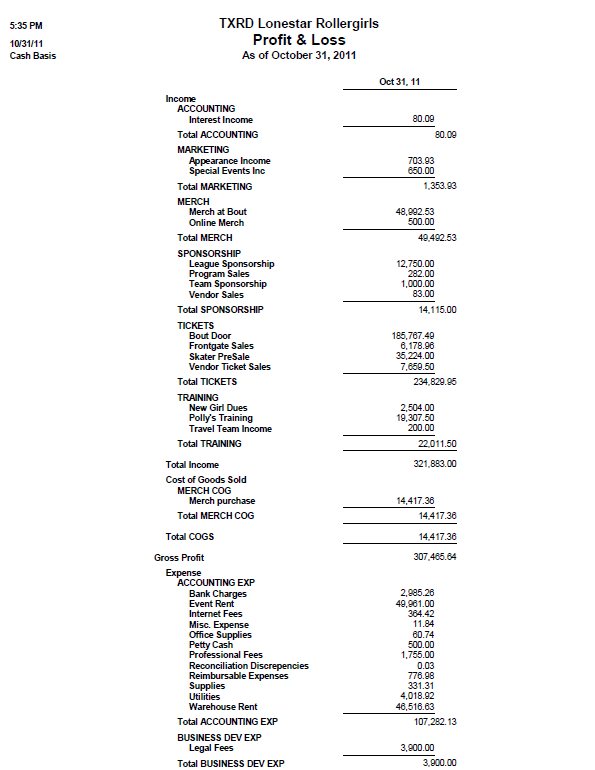 5:35 PM
10/31/11
Cash Basis
TXRD Lonestar Rollergirls
Profit & Loss
As of October 31, 2011
Oct 31, 11
Income
ACCOUNTING
Interest Income 80.09
Total ACCOUNTING 80.09
MARKETING
Appearance Income 703.93
Special Events Inc 650.00
Total MARKETING 1,353.93
MERCH
Merch at Bout 48,992.53
Online Merch 500.00
Total MERCH 49,492.53
SPONSORSHIP
League Sponsorship 12,750.00
Program Sales 282.00
Team Sponsorship 1,000.00
Vendor Sales 83.00
Total SPONSORSHIP 14,115.00
TICKETS
Bout Door 185,767.49
Frontgate Sales 6,178.96
Skater PreSale 35,224.00
Vendor Ticket Sales 7,659.50
Total TICKETS 234,829.95
TRAINING
New Girl Dues 2,504.00
Polly's Training 19,307.50
Travel Team Income 200.00
Total TRAINING 22,011.50
Total Income 321,883.00
Cost of Goods Sold
MERCH COG
Merch purchase 14,417.36
Total MERCH COG 14,417.36
Total COGS 14,417.36
Gross Profit 307,465.64
Expense
ACCOUNTING EXP
Bank Charges 2,985.26
Event Rent 49,961.00
Internet Fees 364.42
Misc. Expense 11.84
Office Supplies 60.74
Petty Cash 500.00
Professional Fees 1,755.00
Reconciliation Discrepencies 0.03
Reimbursable Expenses 776.98
Supplies 331.31
Utilities 4,018.92
Warehouse Rent 46,516.63
Total ACCOUNTING EXP 107,282.13
BUSINESS DEV EXP
Legal Fees 3,900.00
Total BUSINESS DEV EXP 3,900.00